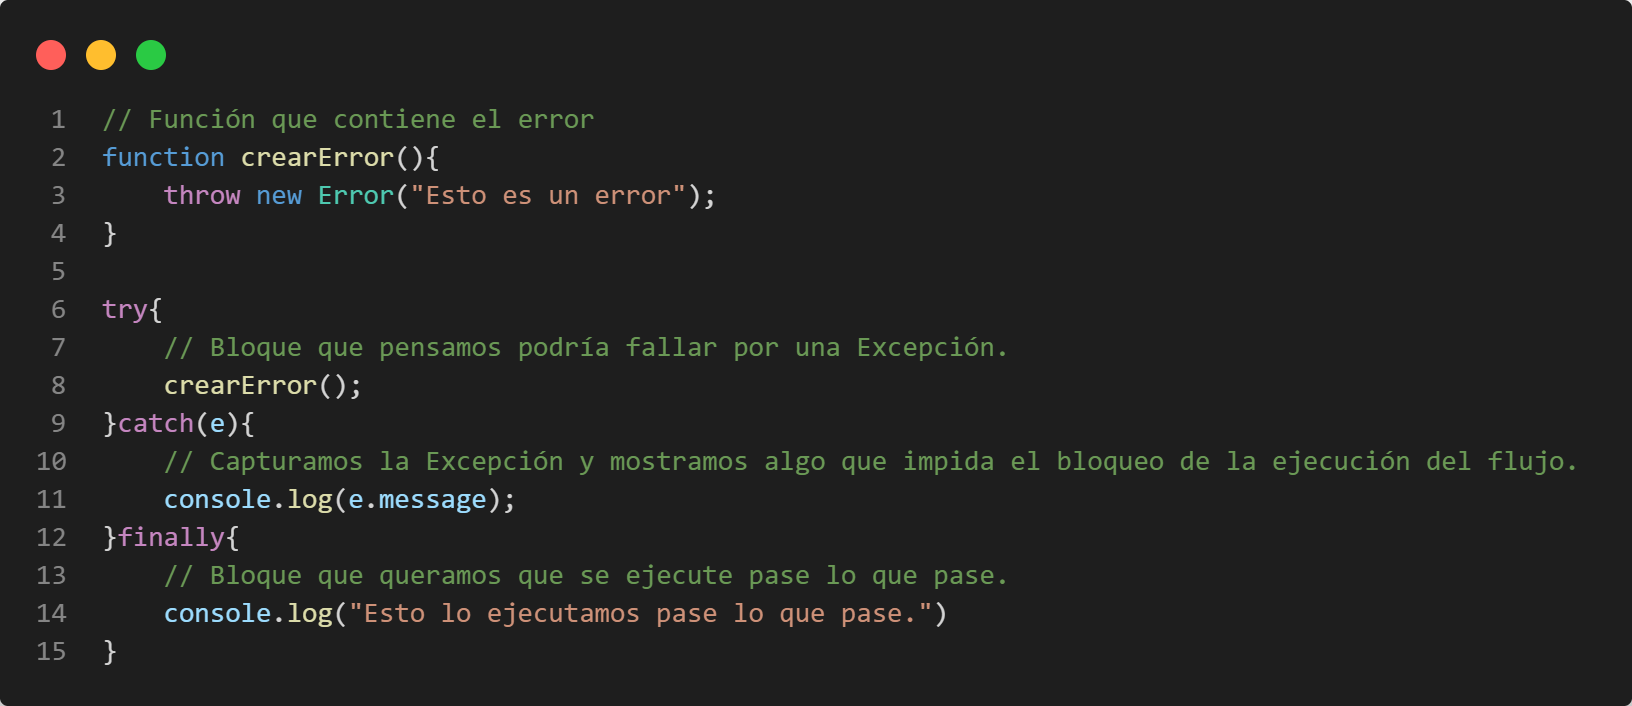 1 // Función que contiene el error
2 function crearError(){
3     throw new Error("Esto es un error");
4 }
5
6 try{
7     // Bloque que pensamos podría fallar por una Excepción.
8     crearError();
9 }catch(e){
10     // Capturamos la Excepción y mostramos algo que impida el bloqueo de la ejecución del flujo.
11     console.log(e.message);
12 }finally{
13     // Bloque que queramos que se ejecute pase lo que pase.
14     console.log("Esto lo ejecutamos pase lo que pase.")
15 }